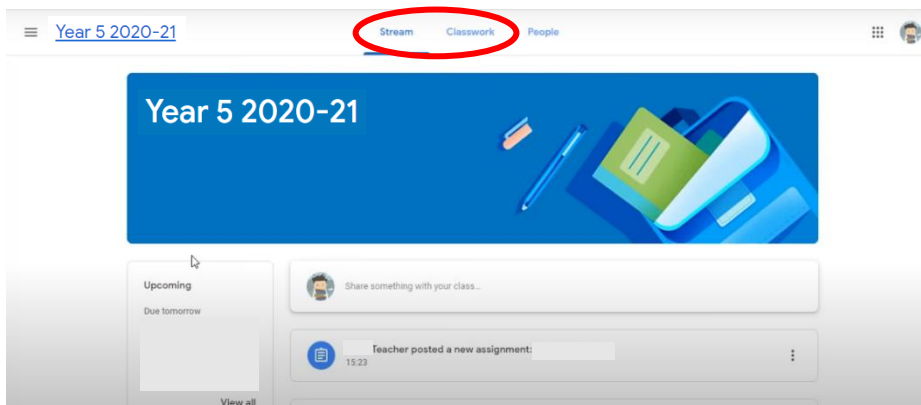 Year 5 2020-21
Stream Classwork People
Year 5 2020-21
Upcoming
Due tomorrow
View all
Share something with your class...
Teacher posted a new assignment:
15:23